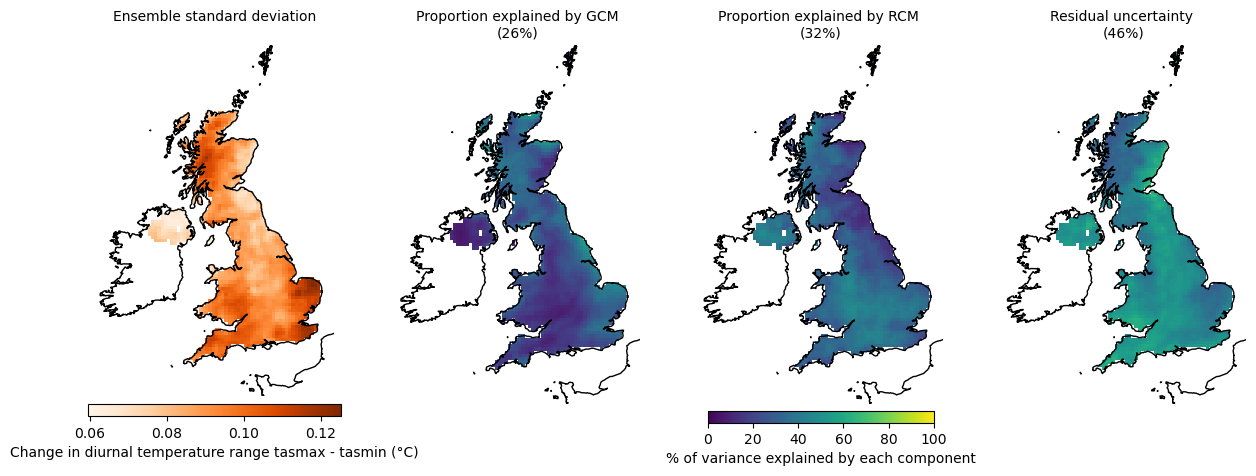 Ensemble standard deviation
Proportion explained by GCM
(26%)
Proportion explained by RCM
(32%)
Residual uncertainty
(46%)
0.06 0.08 0.10 0.12
Change in diurnal temperature range tasmax - tasmin (°C)
0 20 40 60 80 100
% of variance explained by each component